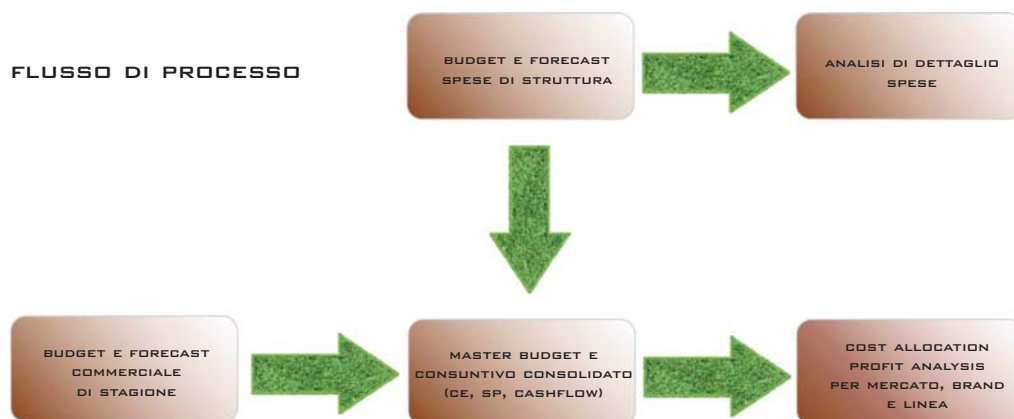 FLUSSO DI PROCESSO
BUDGET E FORECAST
SPESE DI STRUTTURA
ANALISI DI DETTAGLIO
SPESE
BUDGET E FORECAST
COMMERCIALE
DI STAGIONE
MASTER BUDGET E
CONSUNTIVO CONSOLIDATO
(CE, SP, CASHFLOW)
COST ALLOCATION
PROFIT ANALYSIS
PER MERCATO, BRAND
E LINEA